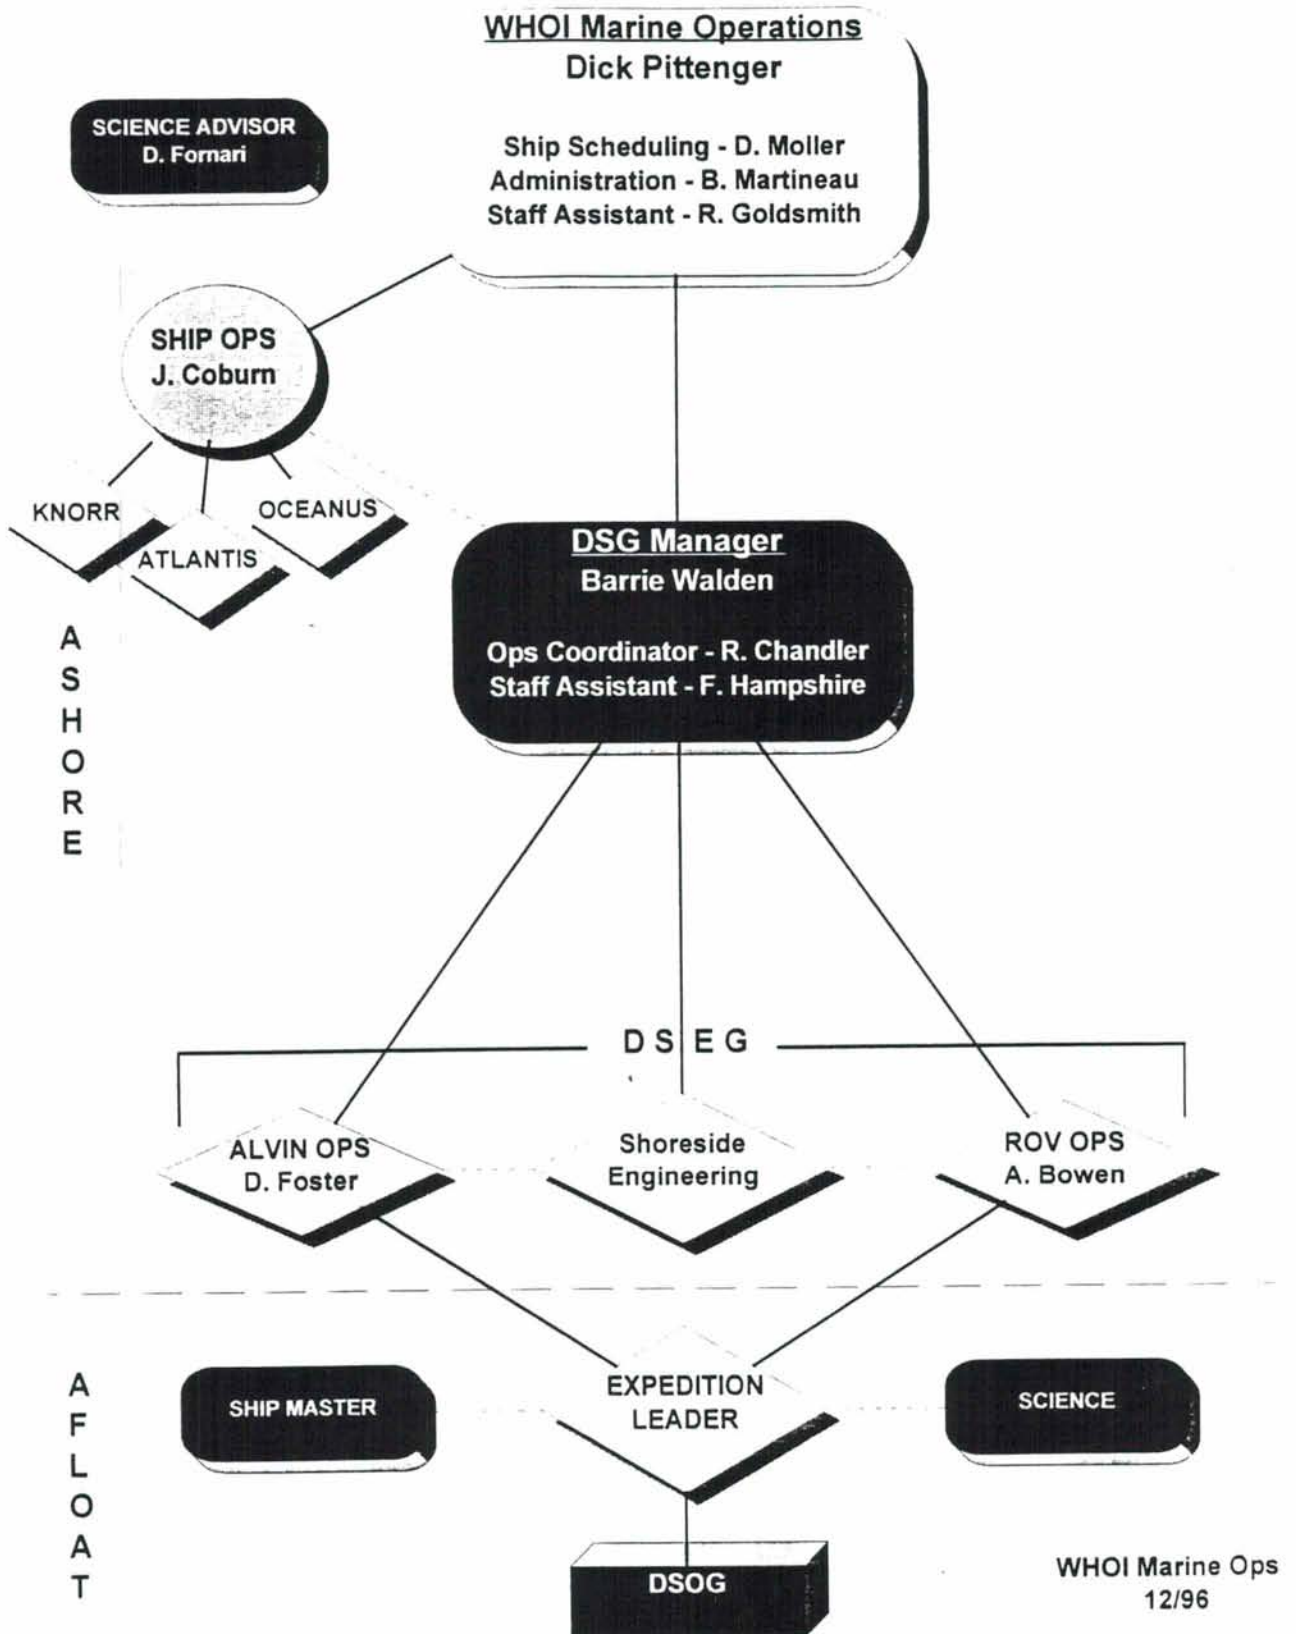 WHOI Marine Operations
Dick Pittenger
Ship Scheduling - D. Moller
Administration - B. Martineau
Staff Assistant - R. Goldsmith
SCIENCE ADVISOR
D. Fornari
SHIP OPS
J. Coburn
KNORR
ATLANTIS
OCEANUS
DSG Manager
Barrie Walden
Ops Coordinator - R. Chandler
Staff Assistant - F. Hampshire
ASHORE
D S E G
ALVIN OPS
D. Foster
Shoreside
Engineering
ROV OPS
A. Bowen
AFLOAT
SHIP MASTER
EXPEDITION
LEADER
SCIENCE
DSOG
WHOI Marine Ops
12/96